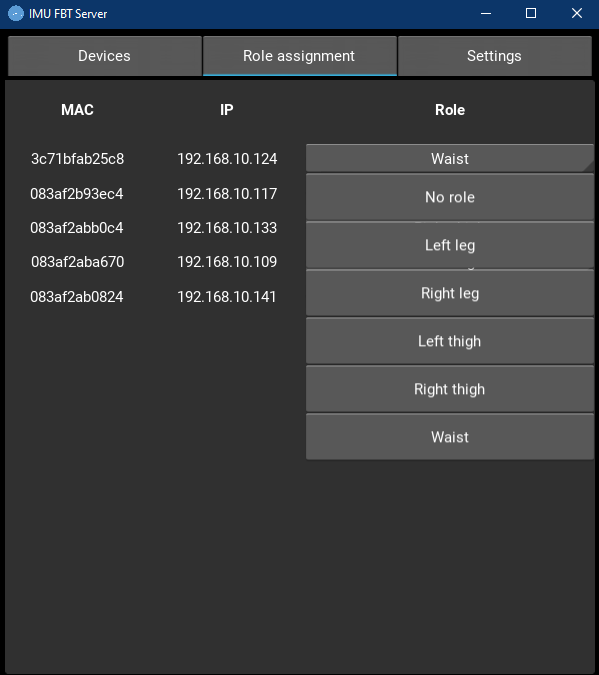 IMU FBT Server
Devices Role assignment Settings
MAC IP Role
3c71bfab25c8 192.168.10.124 Waist
083af2b93ec4 192.168.10.117 No role
083af2abb0c4 192.168.10.133 Left leg
083af2aba670 192.168.10.109
083af2ab0824 192.168.10.141 Right leg
Left thigh
Right thigh
Waist